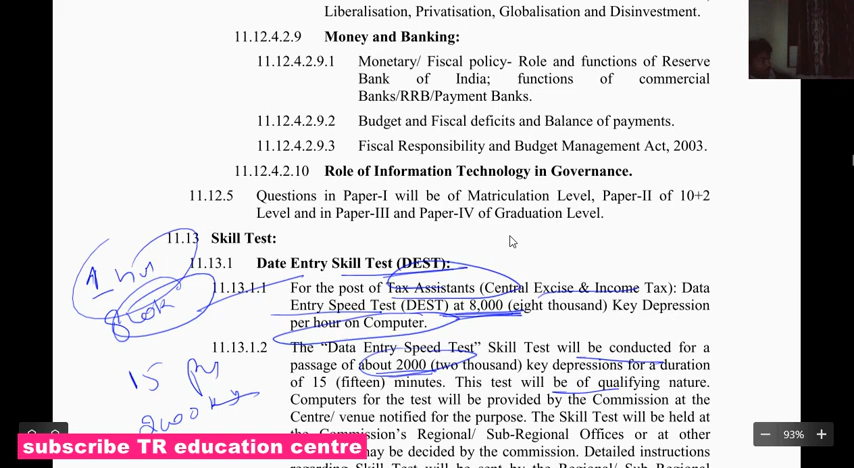 Liberalisation, Privatisation, Globalisation and Disinvestment.
11.12.4.2.9 Money and Banking:
11.12.4.2.9.1 Monetary/ Fiscal policy- Role and functions of Reserve
Bank of India; functions of commercial
Banks/RRB/Payment Banks.
11.12.4.2.9.2 Budget and Fiscal deficits and Balance of payments.
11.12.4.2.9.3 Fiscal Responsibility and Budget Management Act, 2003.
11.12.4.2.10 Role of Information Technology in Governance.
11.12.5 Questions in Paper-I will be of Matriculation Level, Paper-II of 10+2
Level and in Paper-III and Paper-IV of Graduation Level.
11.13 Skill Test:
11.13.1 Date Entry Skill Test (DEST):
11.13.1.1 For the post of Tax Assistants (Central Excise & Income Tax): Data
Entry Speed Test (DEST) at 8,000 (eight thousand) Key Depression
per hour on Computer.
11.13.1.2 The "Data Entry Speed Test" Skill Test will be conducted for a
passage of about 2000 (two thousand) key depressions for a duration
of 15 (fifteen) minutes. This test will be of qualifying nature.
Computers for the test will be provided by the Commission at the
Centre/ venue notified for the purpose. The Skill Test will be held at
the Commission's Regional/ Sub-Regional Offices or at other
may be decided by the commission. Detailed instructions
1
15
2000
93%
subscribe TR education centre